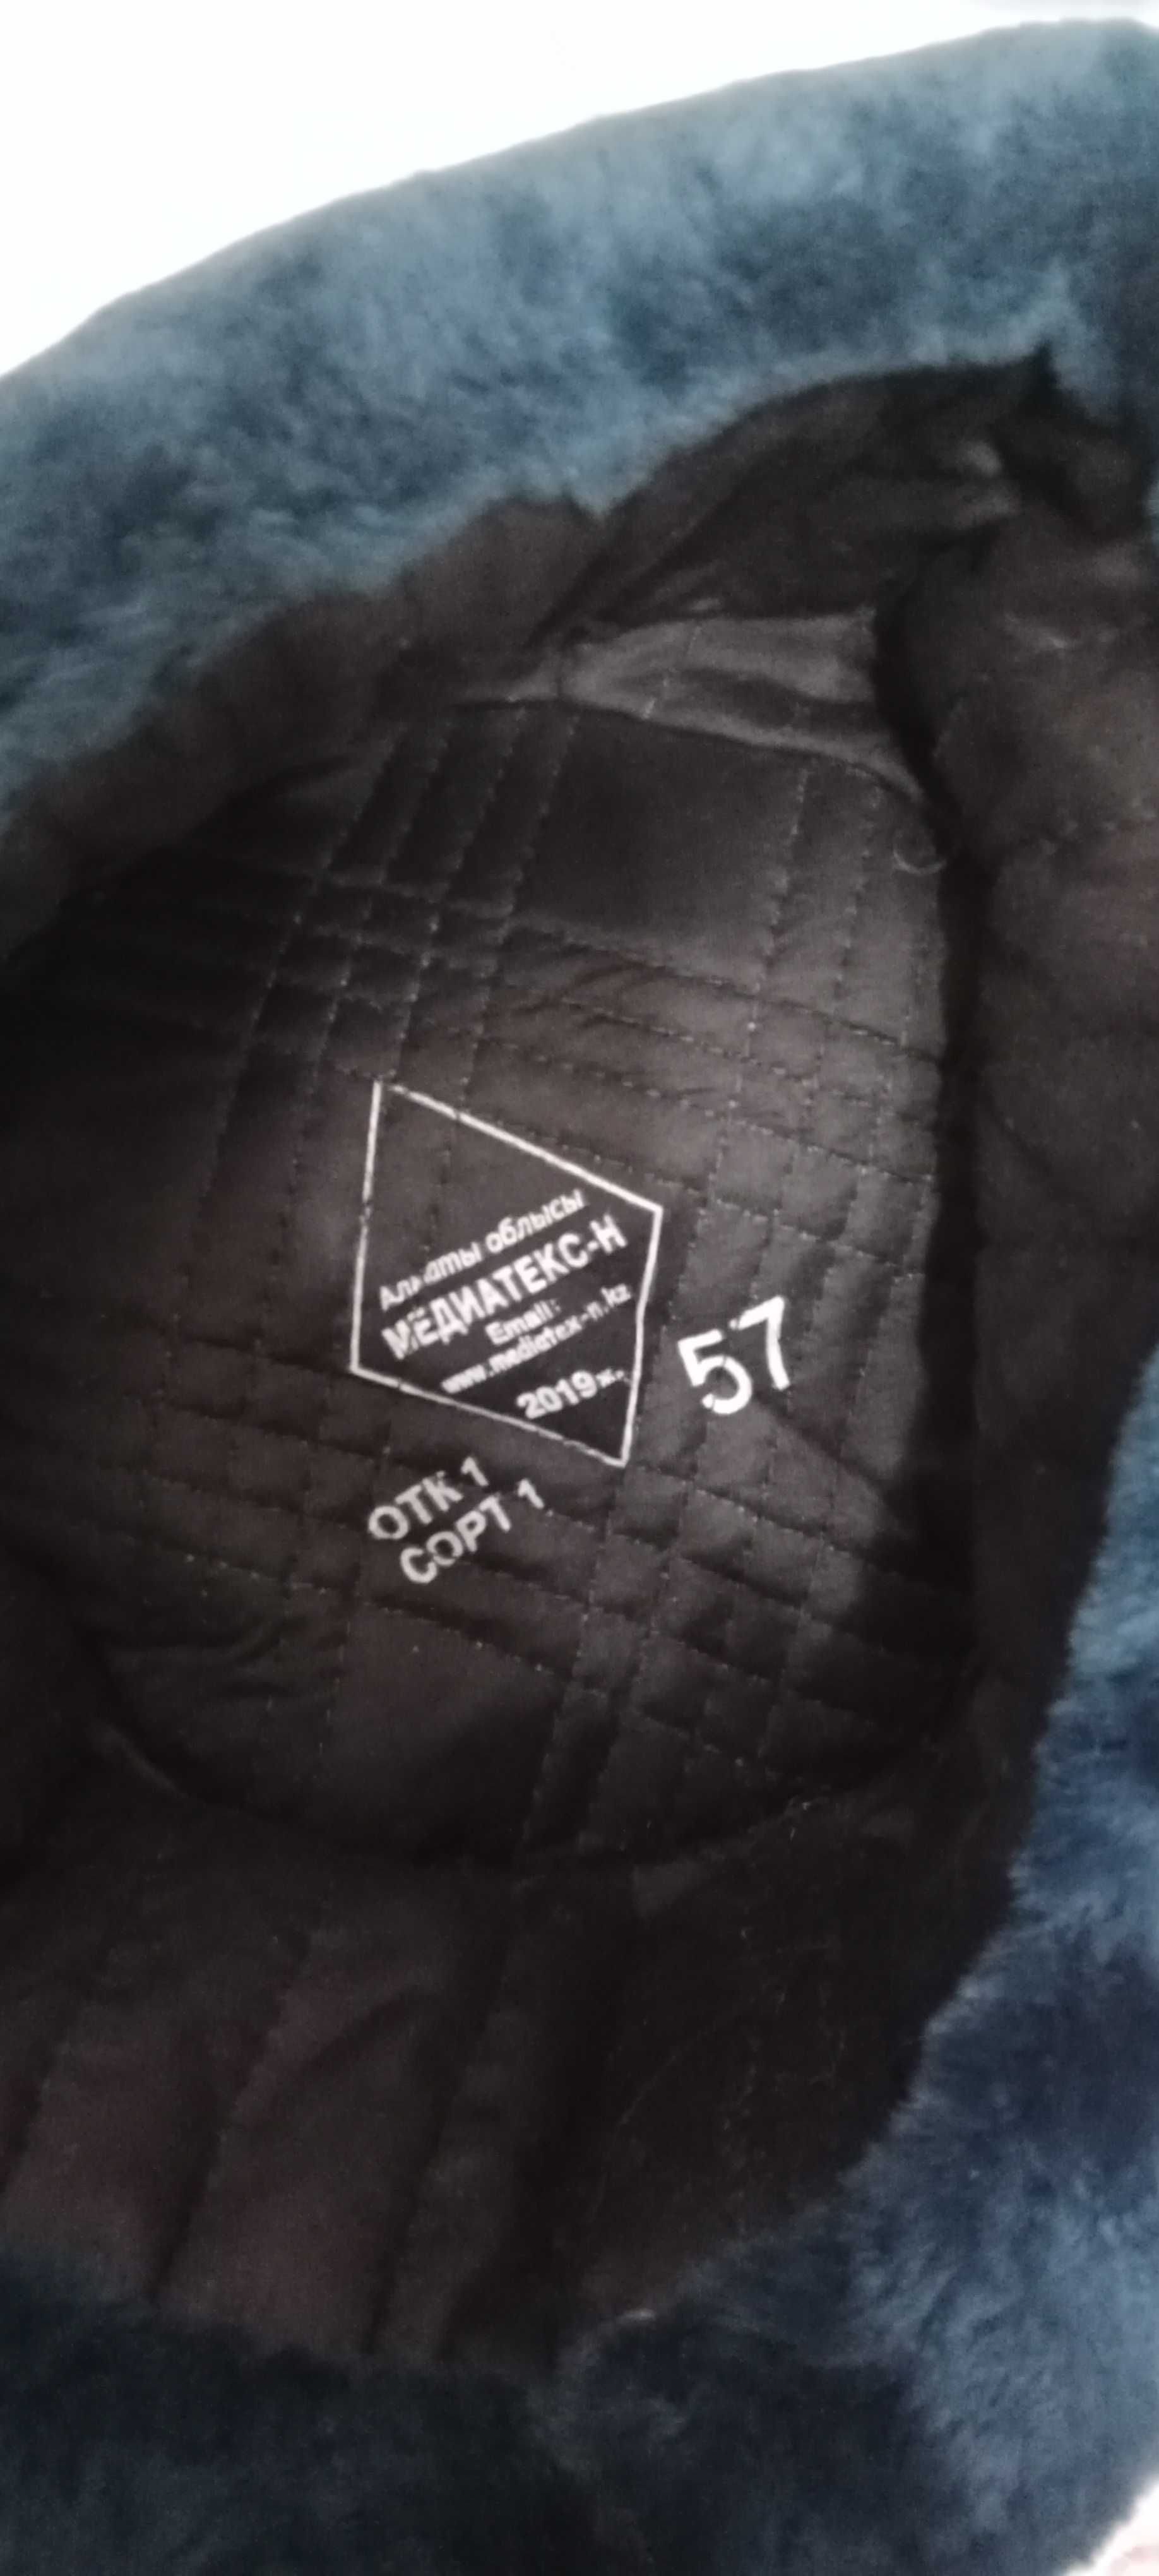 Алматы облысы
МЕДИАТЕКС-Н
Email:
www.mediatex-n.kz
2019ж.
57
ОТК 1
СОРТ 1